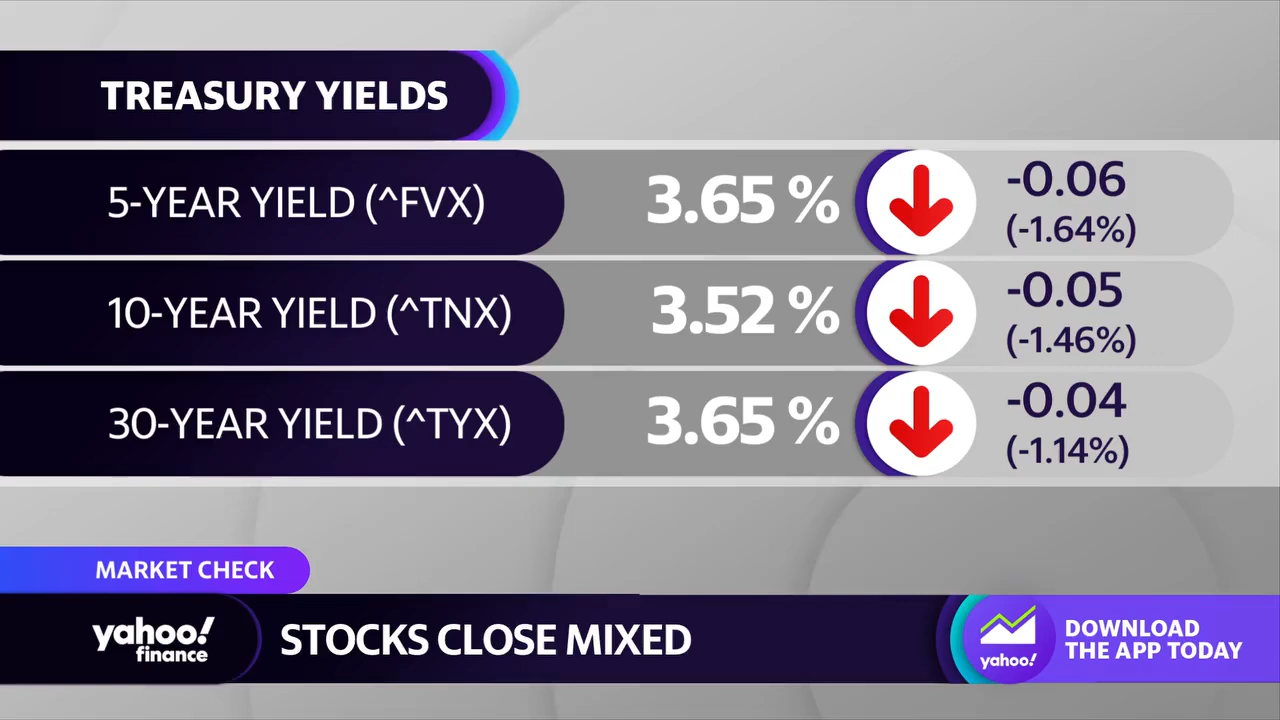 TREASURY YIELDS
5-YEAR YIELD (^FVX) 3.65 % -0.06
(-1.64%)
10-YEAR YIELD (^TNX) 3.52 % -0.05
(-1.46%)
30-YEAR YIELD (^TYX) 3.65 % -0.04
(-1.14%)
MARKET CHECK
yahoo!
finance
STOCKS CLOSE MIXED
yahoo!
DOWNLOAD
THE APP TODAY